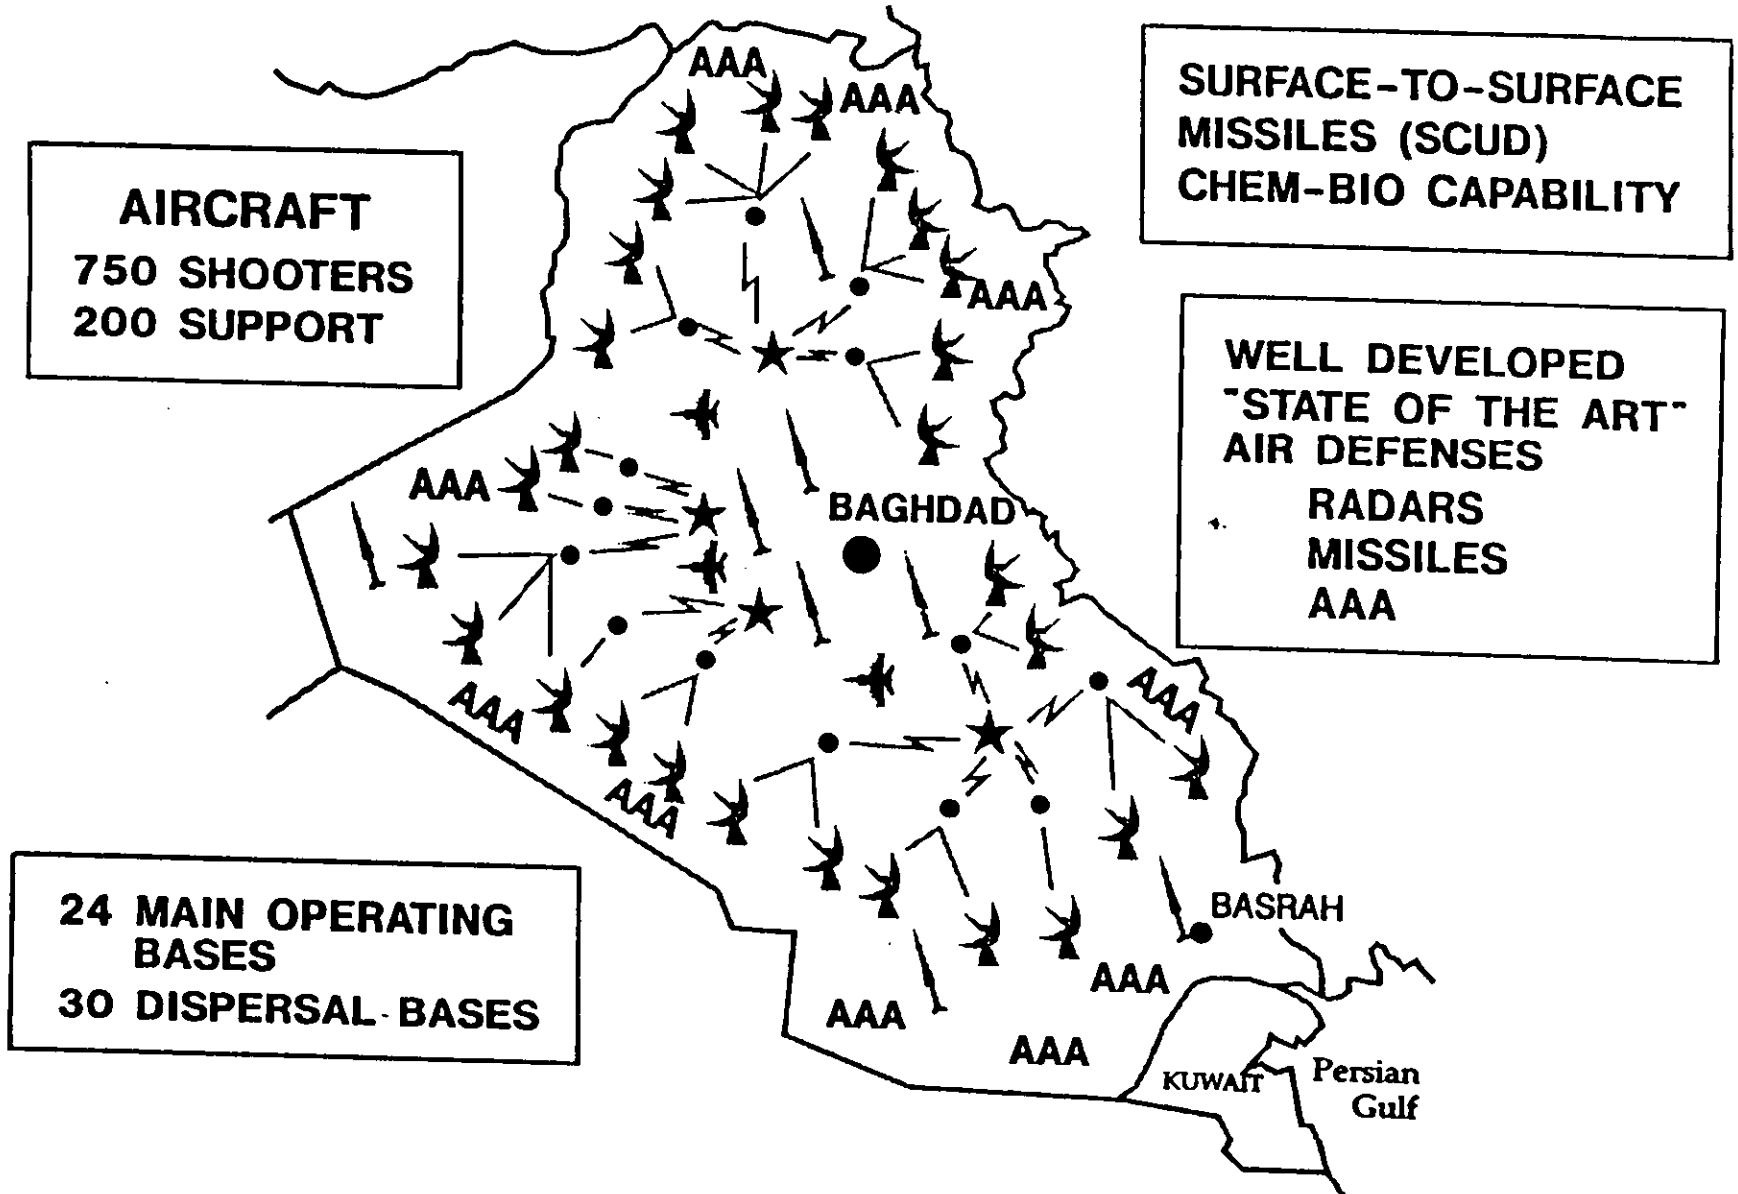 AAA
AAA
SURFACE-TO-SURFACE
MISSILES (SCUD)
CHEM-BIO CAPABILITY
AIRCRAFT
750 SHOOTERS
200 SUPPORT
AAA
WELL DEVELOPED
"STATE OF THE ART"
AIR DEFENSES
RADARS
MISSILES
AAA
AAA
BAGHDAD
AAA
AAA
AAA
24 MAIN OPERATING
BASES
30 DISPERSAL BASES
BASRAH
AAA
AAA
AAA
KUWAIT
Persian
Gulf